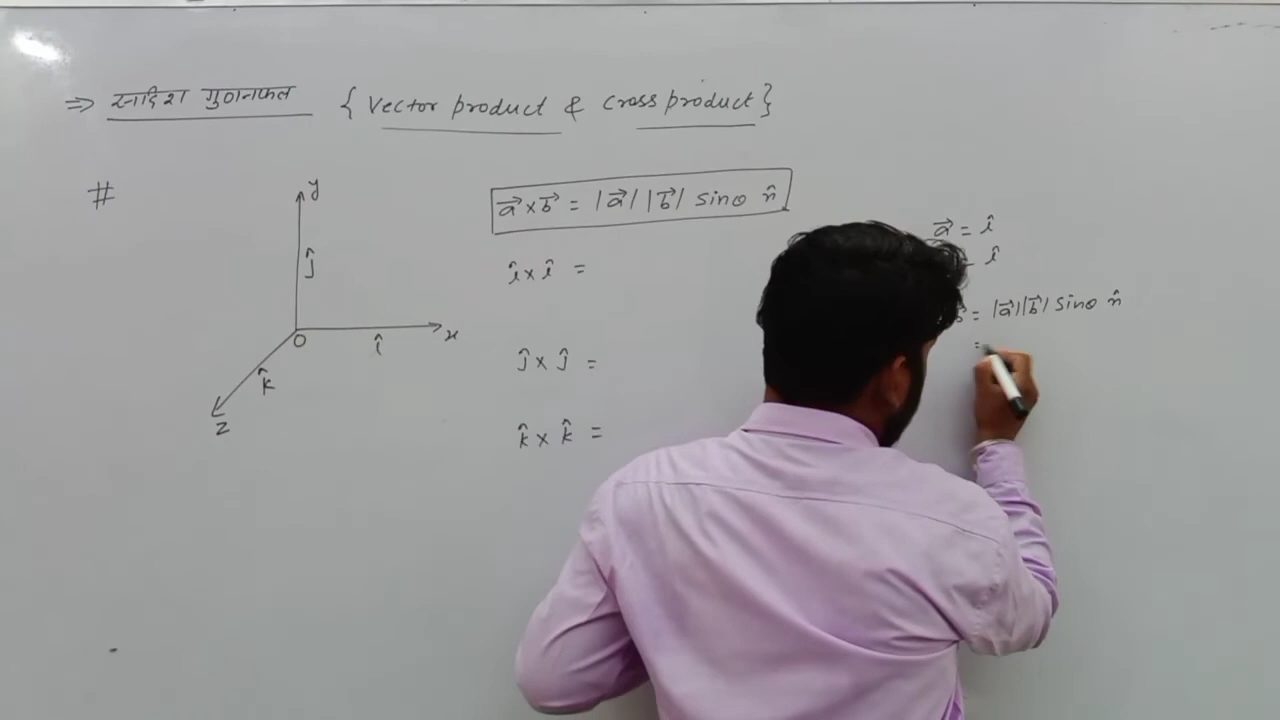 ⇒ सदिश गुणनफल { Vector product & Cross product }
#
y
ĵ
O
î
x
k̂
z
a⃗ × b⃗ = |a⃗| |b⃗| sinθ n̂
î × î =
ĵ × ĵ =
k̂ × k̂ =
a⃗ = î
î
= |a⃗||b⃗| sinθ n̂
=